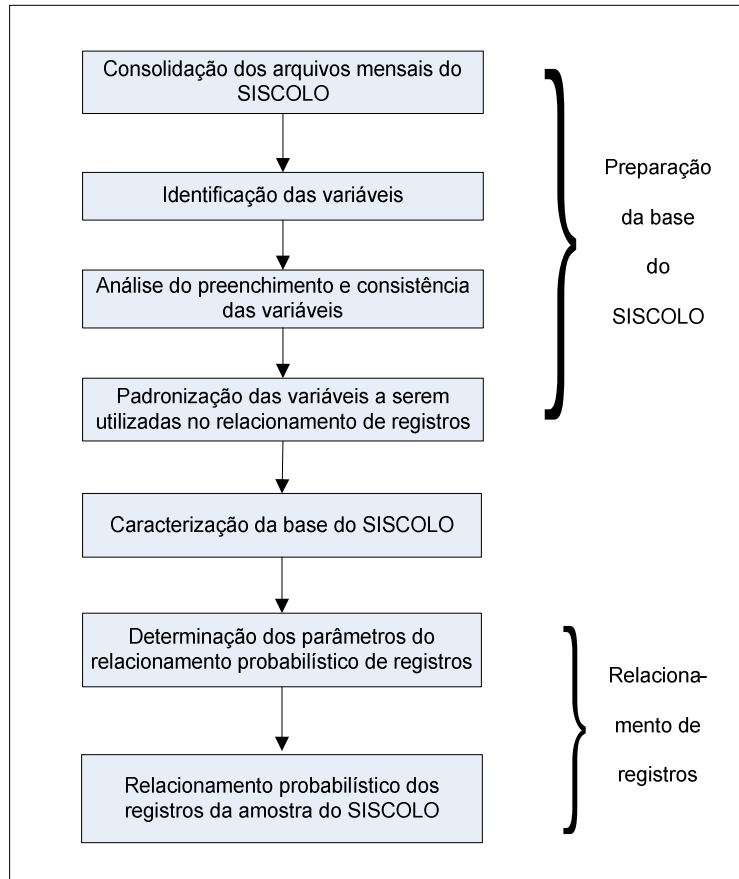 Consolidação dos arquivos mensais do
SISCOLO
Identificação das variáveis
Análise do preenchimento e consistência
das variáveis
Padronização das variáveis a serem
utilizadas no relacionamento de registros
Preparação
da base
do
SISCOLO
Caracterização da base do SISCOLO
Determinação dos parâmetros do
relacionamento probabilístico de registros
Relacionamento probabilístico dos
registros da amostra do SISCOLO
Relaciona-
mento de
registros